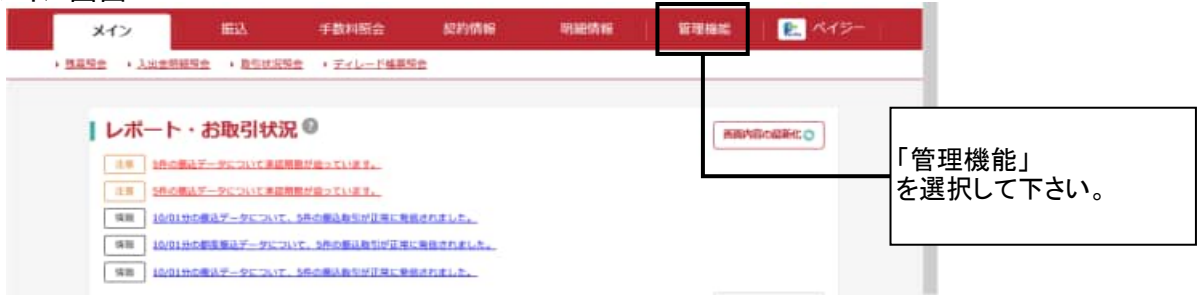 メイン 振込 手数料照会 契約情報 明細情報 管理機能 ペイジー
残高照会 入出金明細照会 取引状況照会 ディレード帳票照会
レポート・お取引状況
画面内容の最新化
「管理機能」
を選択して下さい。
注意 5件の振込データについて承認期限が迫っています。
注意 5件の振込データについて承認期限が迫っています。
情報 10/01分の振込データについて、5件の振込取引が正常に発信されました。
情報 10/01分の都度振込データについて、5件の振込取引が正常に発信されました。
情報 10/01分の振込データについて、5件の振込取引が正常に発信されました。